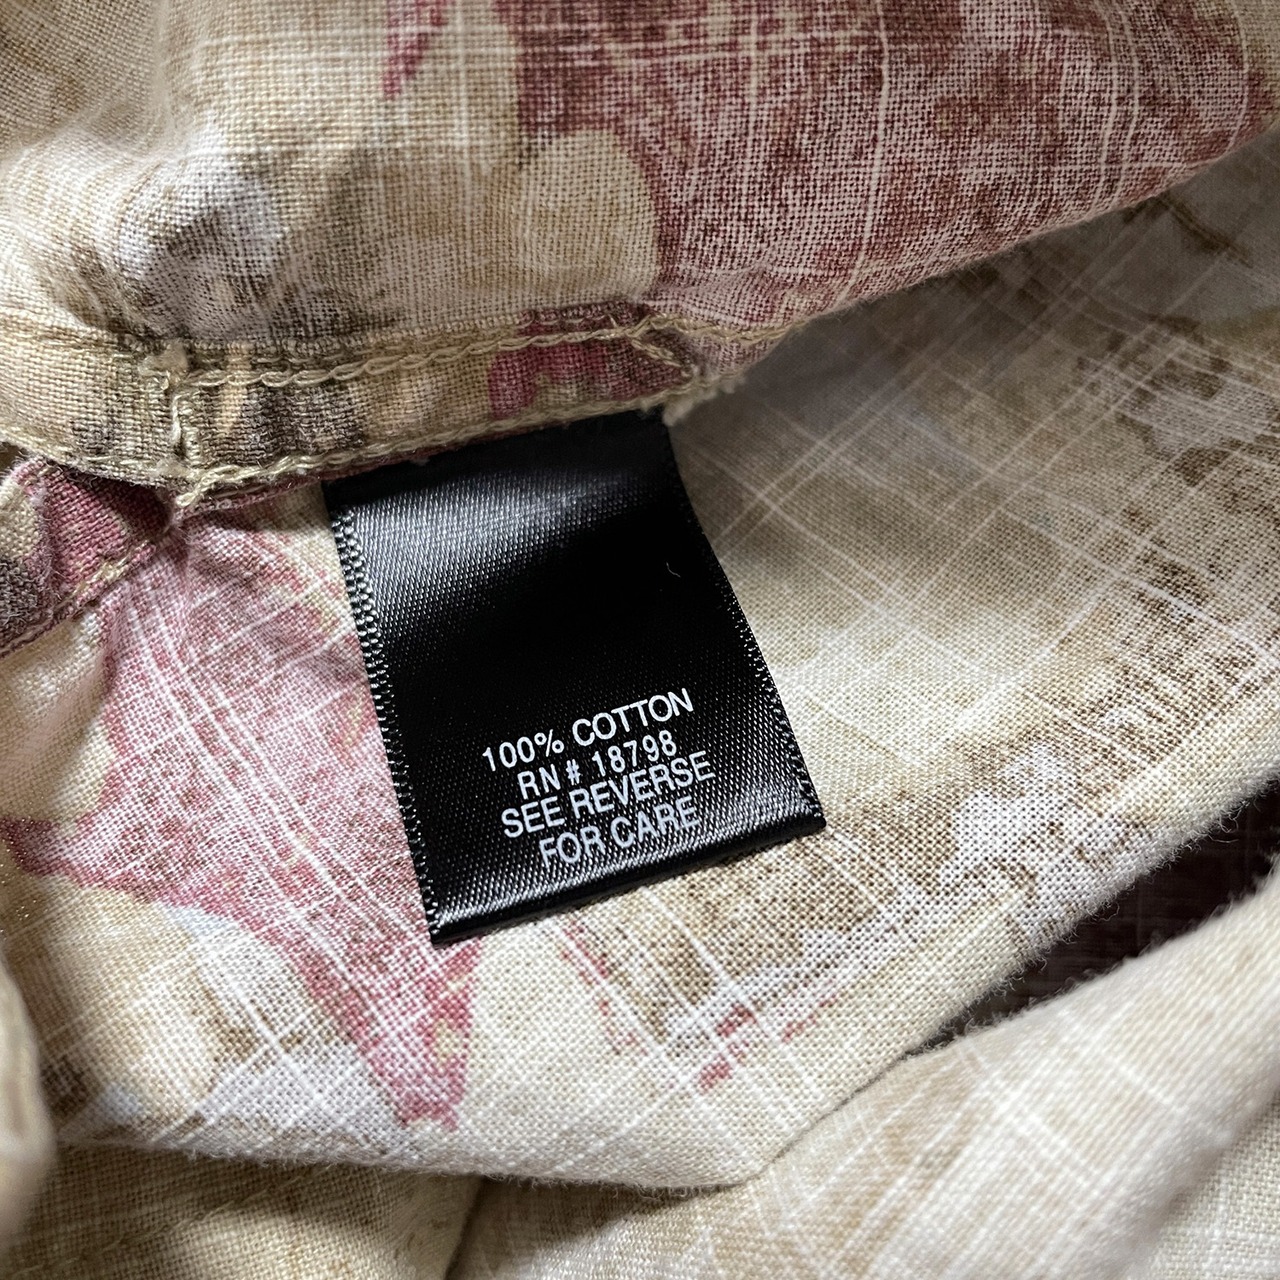 100% COTTON
RN # 18798
SEE REVERSE
FOR CARE